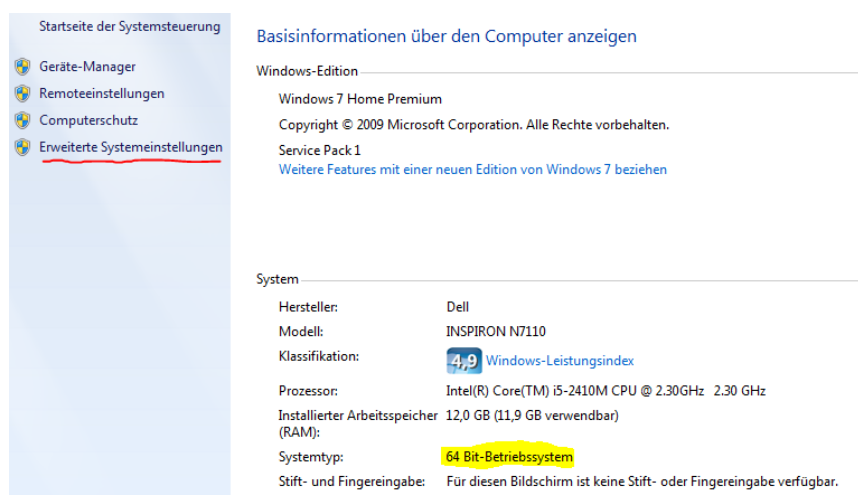 Startseite der Systemsteuerung
Geräte-Manager
Remoteeinstellungen
Computerschutz
Erweiterte Systemeinstellungen
Basisinformationen über den Computer anzeigen
Windows-Edition
Windows 7 Home Premium
Copyright © 2009 Microsoft Corporation. Alle Rechte vorbehalten.
Service Pack 1
Weitere Features mit einer neuen Edition von Windows 7 beziehen
System
Hersteller: Dell
Modell: INSPIRON N7110
Klassifikation: 4,9 Windows-Leistungsindex
Prozessor: Intel(R) Core(TM) i5-2410M CPU @ 2.30GHz 2.30 GHz
Installierter Arbeitsspeicher 12,0 GB (11,9 GB verwendbar)
(RAM):
Systemtyp: 64 Bit-Betriebssystem
Stift- und Fingereingabe: Für diesen Bildschirm ist keine Stift- oder Fingereingabe verfügbar.